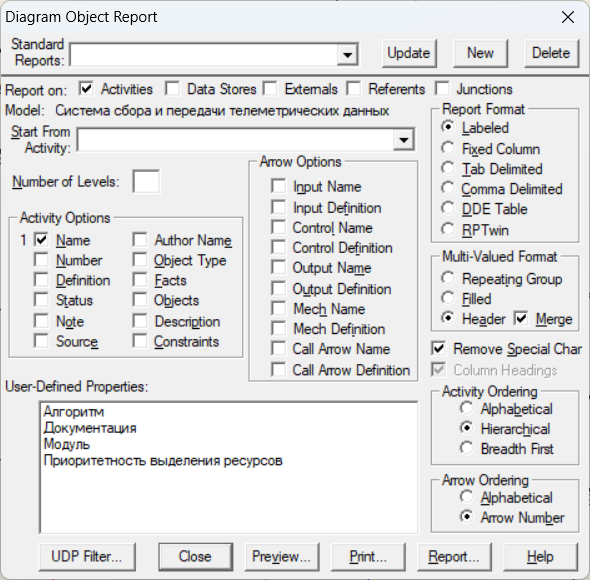 Diagram Object Report
Standard Reports:
Update
New
Delete
Report on:
Activities
Data Stores
Externals
Referents
Junctions
Model: Система сбора и передачи телеметрических данных
Start From Activity:
Number of Levels:
Activity Options
1 Name
Number
Definition
Status
Note
Source
Author Name
Object Type
Facts
Objects
Description
Constraints
Arrow Options
Input Name
Input Definition
Control Name
Control Definition
Output Name
Output Definition
Mech Name
Mech Definition
Call Arrow Name
Call Arrow Definition
Report Format
Labeled
Fixed Column
Tab Delimited
Comma Delimited
DDE Table
RPTwin
Multi-Valued Format
Repeating Group
Filled
Header
Merge
Remove Special Char
Column Headings
User-Defined Properties:
Алгоритм
Документация
Модуль
Приоритетность выделения ресурсов
Activity Ordering
Alphabetical
Hierarchical
Breadth First
Arrow Ordering
Alphabetical
Arrow Number
UDP Filter...
Close
Preview...
Print...
Report...
Help